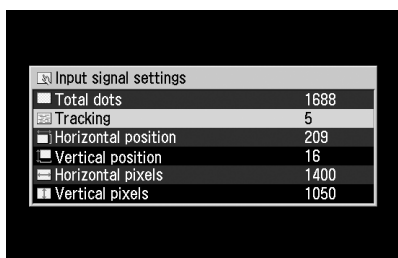 Input signal settings
Total dots 1688
Tracking 5
Horizontal position 209
Vertical position 16
Horizontal pixels 1400
Vertical pixels 1050